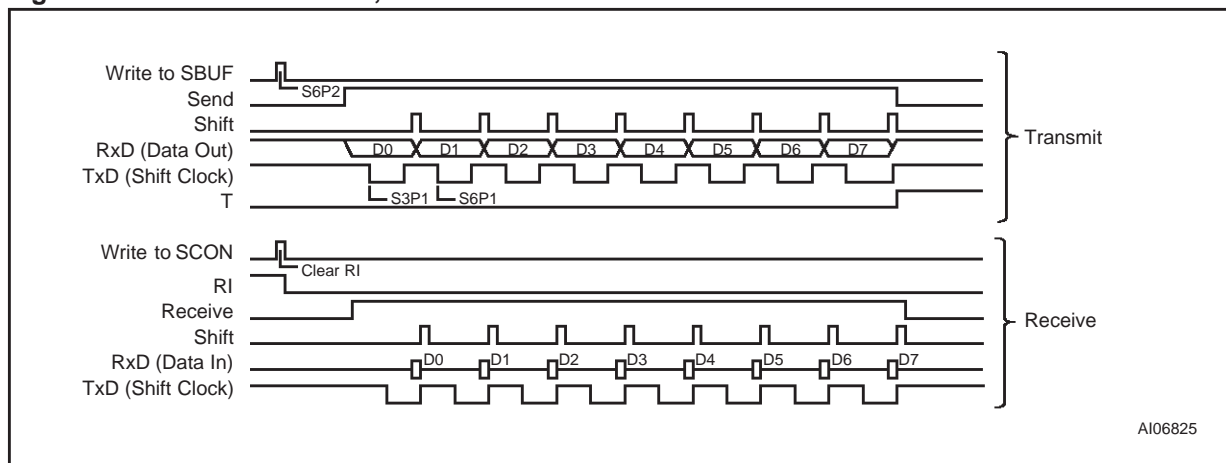 Write to SBUF
S6P2
Send
Shift
RxD (Data Out)
D0 D1 D2 D3 D4 D5 D6 D7
TxD (Shift Clock)
S3P1 S6P1
T
Transmit
Write to SCON
Clear RI
RI
Receive
Shift
RxD (Data In)
D0 D1 D2 D3 D4 D5 D6 D7
TxD (Shift Clock)
Receive
AI06825